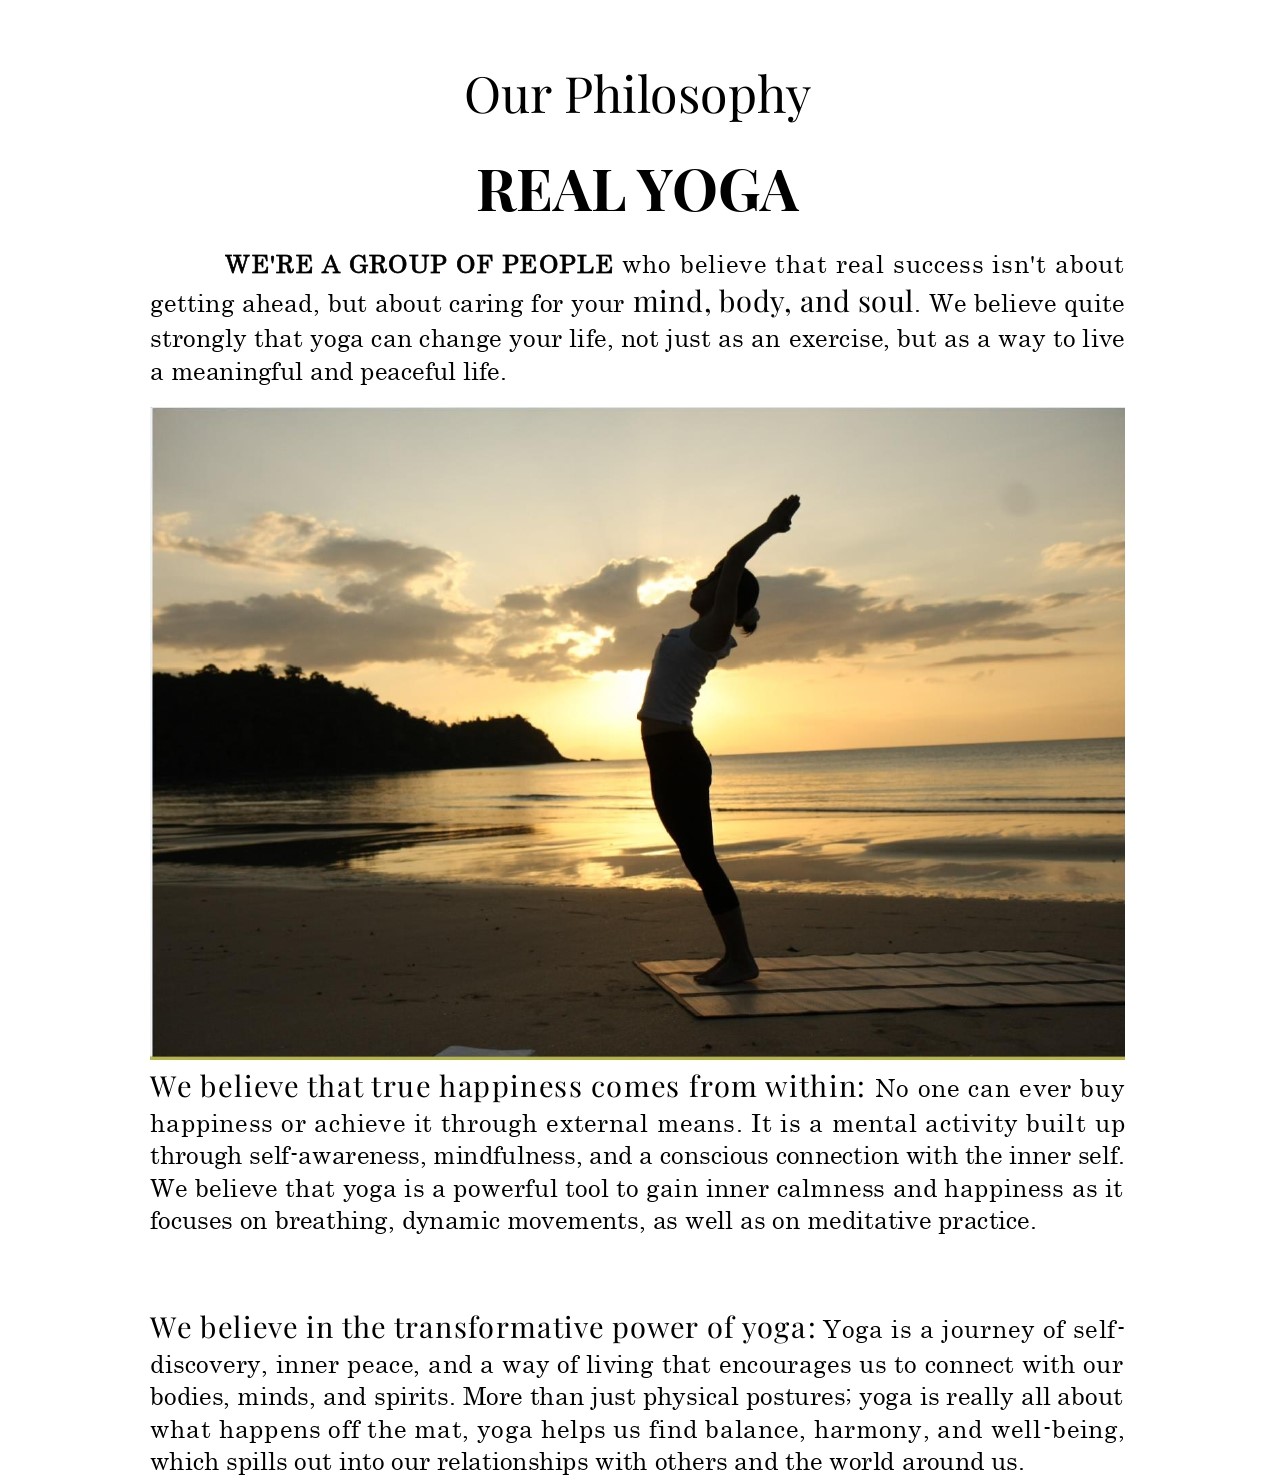 Our Philosophy
REAL YOGA
WE'RE A GROUP OF PEOPLE who believe that real success isn't about
getting ahead, but about caring for your mind, body, and soul. We believe quite
strongly that yoga can change your life, not just as an exercise, but as a way to live
a meaningful and peaceful life.
We believe that true happiness comes from within: No one can ever buy
happiness or achieve it through external means. It is a mental activity built up
through self-awareness, mindfulness, and a conscious connection with the inner self.
We believe that yoga is a powerful tool to gain inner calmness and happiness as it
focuses on breathing, dynamic movements, as well as on meditative practice.
We believe in the transformative power of yoga: Yoga is a journey of self-
discovery, inner peace, and a way of living that encourages us to connect with our
bodies, minds, and spirits. More than just physical postures; yoga is really all about
what happens off the mat, yoga helps us find balance, harmony, and well-being,
which spills out into our relationships with others and the world around us.